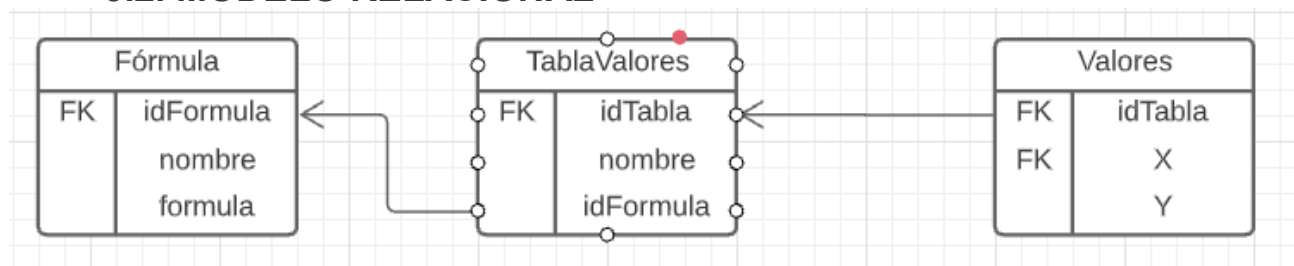 Fórmula
FK idFormula
nombre
formula
TablaValores
FK idTabla
nombre
idFormula
Valores
FK idTabla
FK X
Y